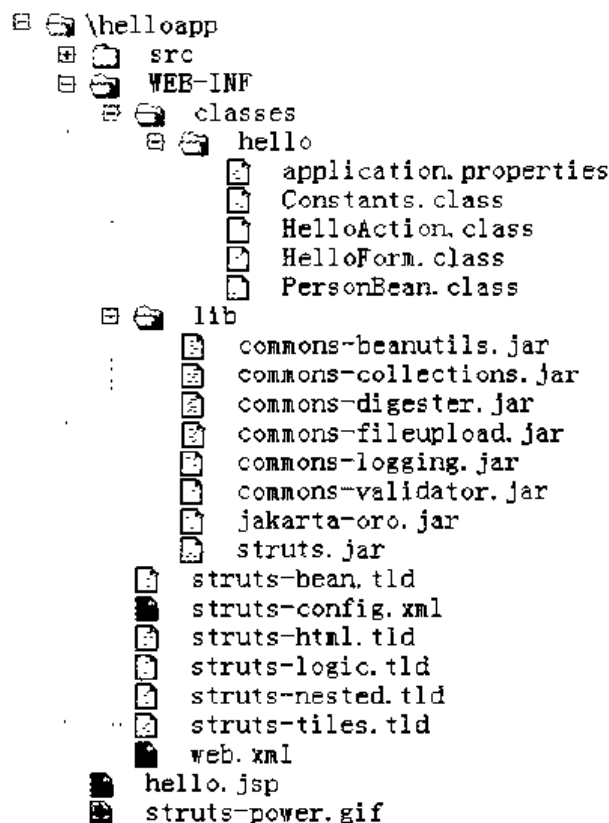 \helloapp
src
WEB-INF
classes
hello
application.properties
Constants.class
HelloAction.class
HelloForm.class
PersonBean.class
lib
commons-beanutils.jar
commons-collections.jar
commons-digester.jar
commons-fileupload.jar
commons-logging.jar
commons-validator.jar
jakarta-oro.jar
struts.jar
struts-bean.tld
struts-config.xml
struts-html.tld
struts-logic.tld
struts-nested.tld
struts-tiles.tld
web.xml
hello.jsp
struts-power.gif